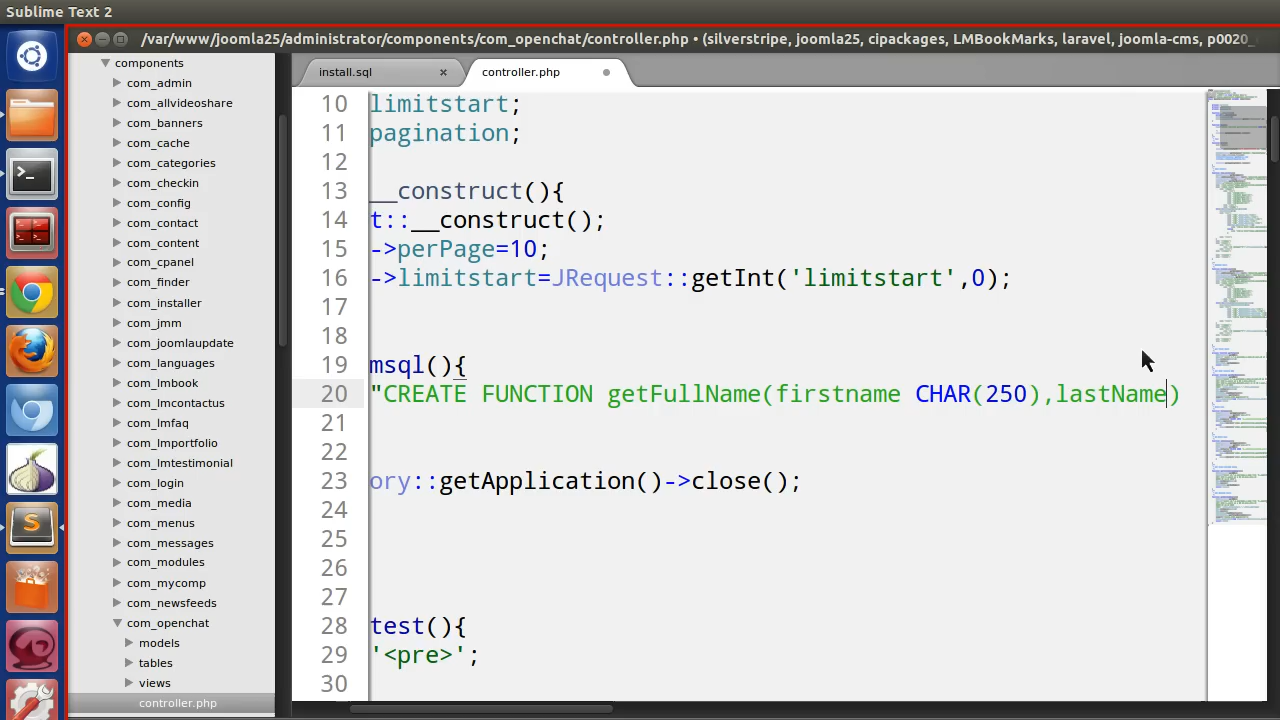 Sublime Text 2
/var/www/joomla25/administrator/components/com_openchat/controller.php • (silverstripe, joomla25, cipackages, LMBookMarks, laravel, joomla-cms, p0020_
components
com_admin
com_allvideoshare
com_banners
com_cache
com_categories
com_checkin
com_config
com_contact
com_content
com_cpanel
com_finder
com_installer
com_jmm
com_joomlaupdate
com_languages
com_lmbook
com_lmcontactus
com_lmfaq
com_lmportfolio
com_lmtestimonial
com_login
com_media
com_menus
com_messages
com_modules
com_mycomp
com_newsfeeds
com_openchat
models
tables
views
controller.php
install.sql × controller.php
10 limitstart;
11 pagination;
12
13 __construct(){
14 t::__construct();
15 ->perPage=10;
16 ->limitstart=JRequest::getInt('limitstart',0);
17
18
19 msql(){
20 "CREATE FUNCTION getFullName(firstname CHAR(250),lastName)
21
22
23 ory::getApplication()->close();
24
25
26
27
28 test(){
29 '<pre>';
30